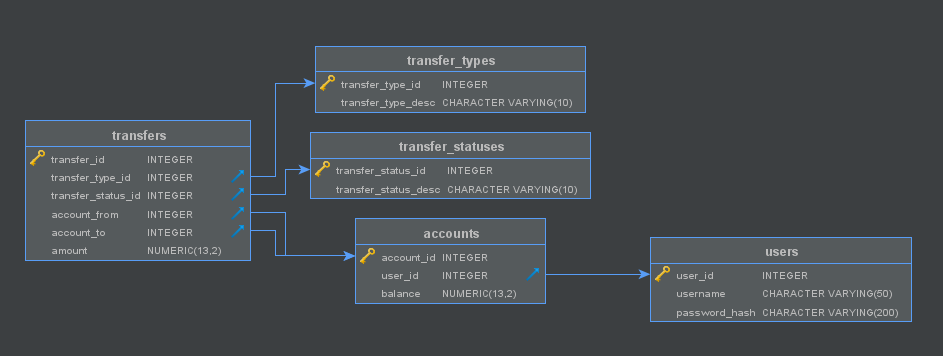 transfer_types
transfer_type_id INTEGER
transfer_type_desc CHARACTER VARYING(10)
transfers
transfer_id INTEGER
transfer_type_id INTEGER
transfer_status_id INTEGER
account_from INTEGER
account_to INTEGER
amount NUMERIC(13,2)
transfer_statuses
transfer_status_id INTEGER
transfer_status_desc CHARACTER VARYING(10)
accounts
account_id INTEGER
user_id INTEGER
balance NUMERIC(13,2)
users
user_id INTEGER
username CHARACTER VARYING(50)
password_hash CHARACTER VARYING(200)